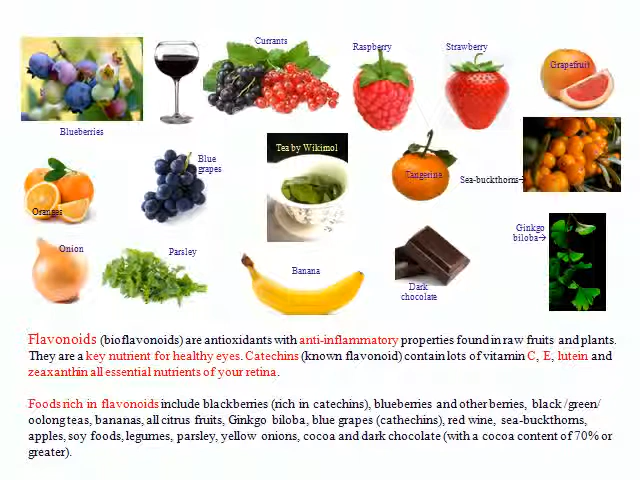 Currants
Raspberry
Strawberry
Grapefruit
Blueberries
Tea by Wikimol
Blue
grapes
Tangerine
Sea-buckthorns→
Oranges
Ginkgo
biloba→
Onion
Parsley
Banana
Dark
chocolate
Flavonoids (bioflavonoids) are antioxidants with anti-inflammatory properties found in raw fruits and plants.
They are a key nutrient for healthy eyes. Catechins (known flavonoid) contain lots of vitamin C, E, lutein and
zeaxanthin all essential nutrients of your retina.
Foods rich in flavonoids include blackberries (rich in catechins), blueberries and other berries, black /green/
oolong teas, bananas, all citrus fruits, Ginkgo biloba, blue grapes (cathechins), red wine, sea-buckthorns,
apples, soy foods, legumes, parsley, yellow onions, cocoa and dark chocolate (with a cocoa content of 70% or
greater).